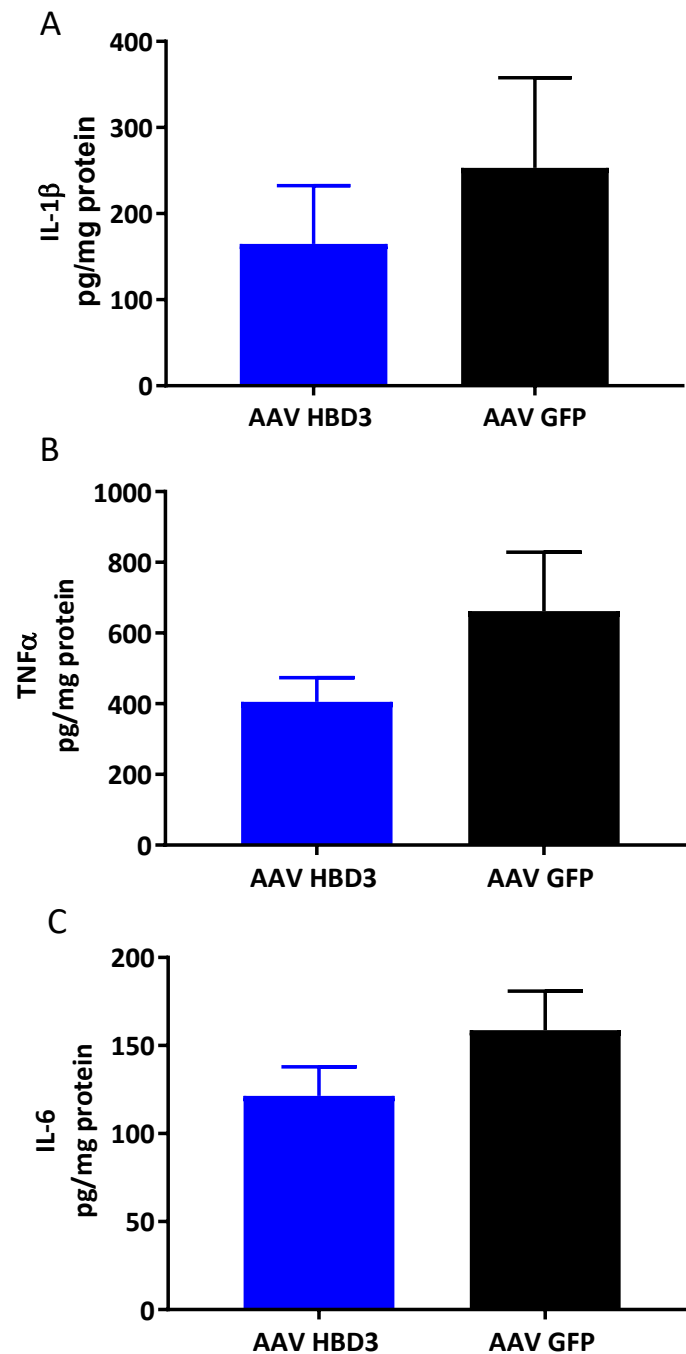 A
IL-1β
pg/mg protein
400
300
200
100
0
AAV HBD3 AAV GFP
B
TNFα
pg/mg protein
1000
800
600
400
200
0
AAV HBD3 AAV GFP
C
IL-6
pg/mg protein
200
150
100
50
0
AAV HBD3 AAV GFP